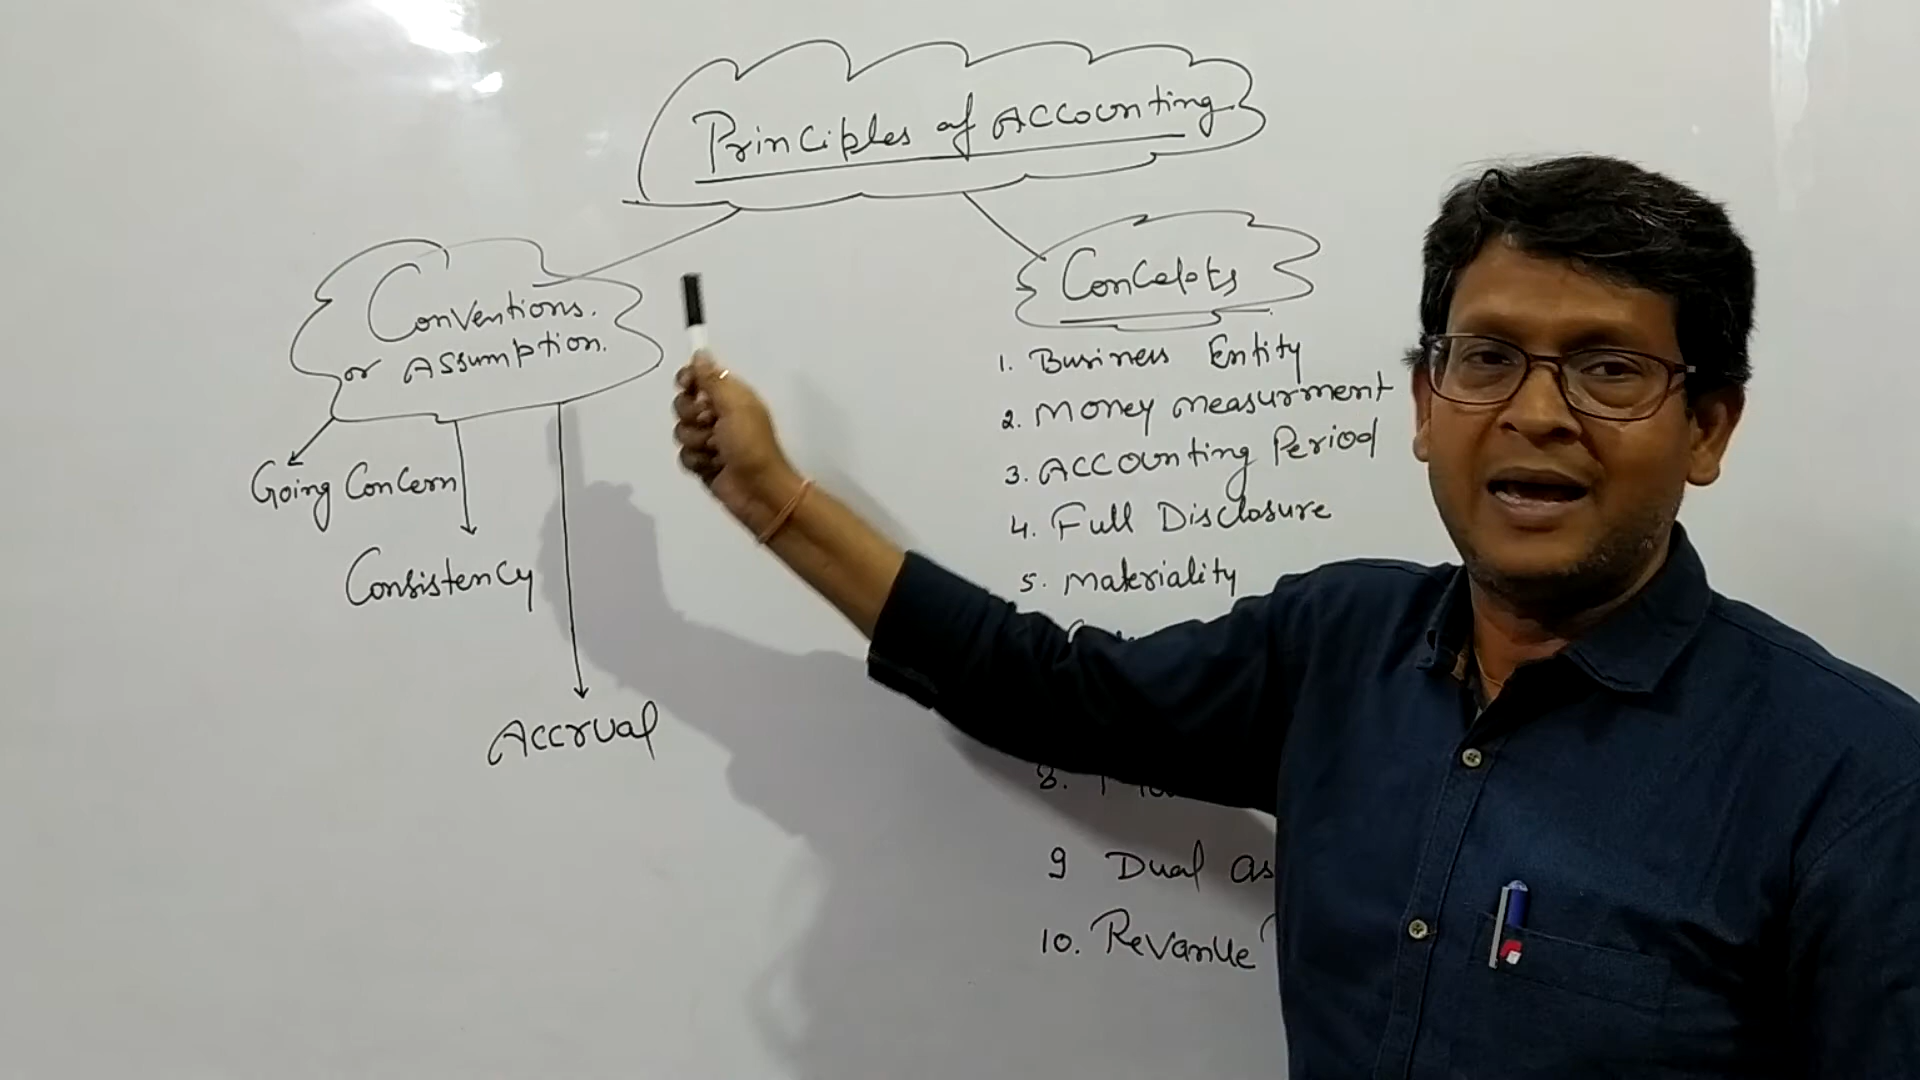 Principles of Accounting
Conventions.
or Assumption.
Going Concern
Consistency
Accrual
Concepts
1. Business Entity
2. Money measurment
3. Accounting Period
4. Full Disclosure
5. Materiality
8.
9 Dual as
10. Revanue